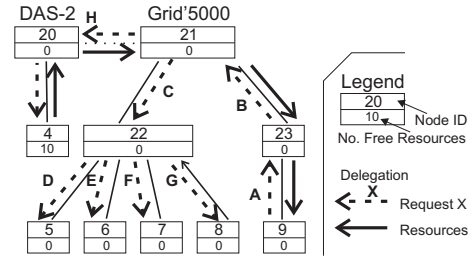 DAS-2 H Grid'5000
20 21
0 0
C B
4 22 23
10 0 0
D E F G A
5 6 7 8 9
0 0 0 0 0
Legend
20
10
Node ID
No. Free Resources
Delegation
X
Request X
Resources